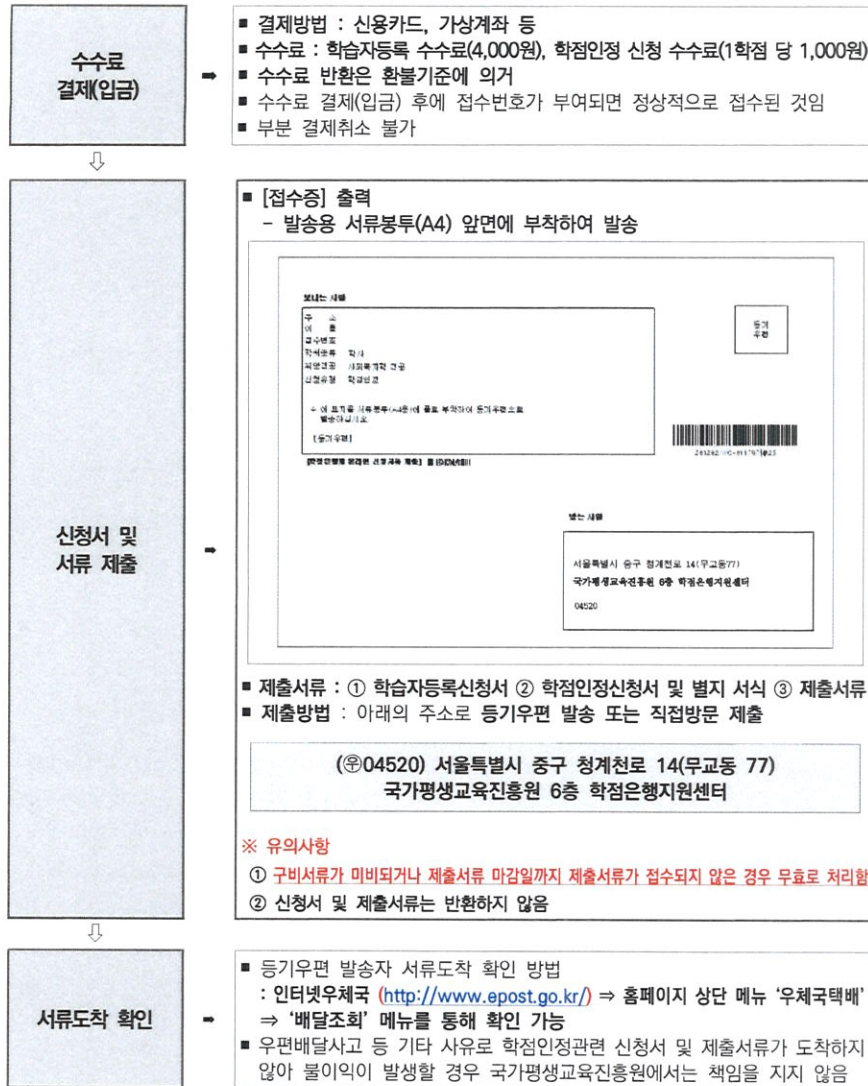 수수료
결제(입금)
➡
■ 결제방법 : 신용카드, 가상계좌 등
■ 수수료 : 학습자등록 수수료(4,000원), 학점인정 신청 수수료(1학점 당 1,000원)
■ 수수료 반환은 환불기준에 의거
■ 수수료 결제(입금) 후에 접수번호가 부여되면 정상적으로 접수된 것임
■ 부분 결제취소 불가
⇩
신청서 및
서류 제출
➡
■ [접수증] 출력
- 발송용 서류봉투(A4) 앞면에 부착하여 발송
보내는 사람
주 소
이 름
접수번호
학위종류 학사
희망전공 사회복지학 전공
신청유형
등기
우편
[등기우편]
받는 사람
서울특별시 중구 청계천로 14(무교동77)
국가평생교육진흥원 6층 학점은행지원센터
04520
■ 제출서류 : ① 학습자등록신청서 ② 학점인정신청서 및 별지 서식 ③ 제출서류
■ 제출방법 : 아래의 주소로 등기우편 발송 또는 직접방문 제출
(㉾04520) 서울특별시 중구 청계천로 14(무교동 77)
국가평생교육진흥원 6층 학점은행지원센터
※ 유의사항
① 구비서류가 미비되거나 제출서류 마감일까지 제출서류가 접수되지 않은 경우 무효로 처리함
② 신청서 및 제출서류는 반환하지 않음
⇩
서류도착 확인
➡
■ 등기우편 발송자 서류도착 확인 방법
: 인터넷우체국 (http://www.epost.go.kr/) ⇒ 홈페이지 상단 메뉴 ‘우체국택배’
⇒ ‘배달조회’ 메뉴를 통해 확인 가능
■ 우편배달사고 등 기타 사유로 학점인정관련 신청서 및 제출서류가 도착하지
않아 불이익이 발생할 경우 국가평생교육진흥원에서는 책임을 지지 않음